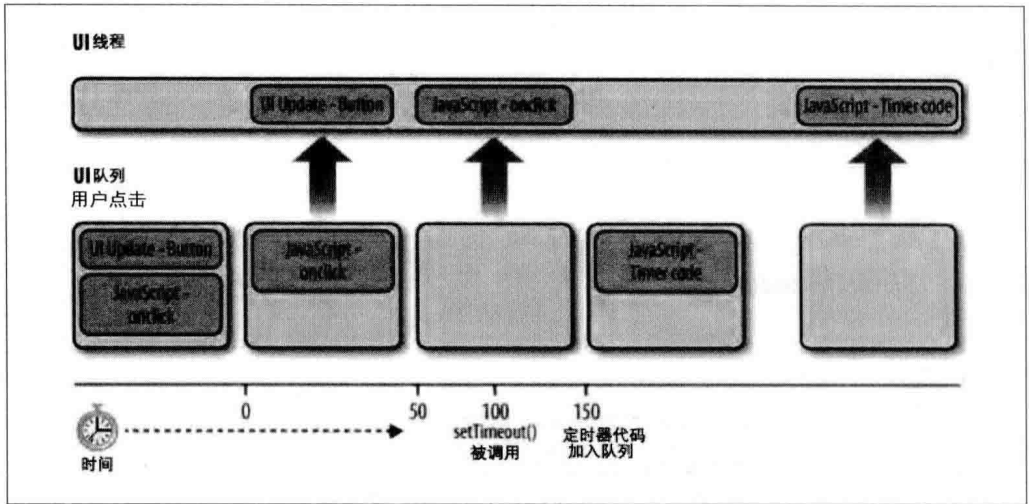 UI线程
UI Update - Button
JavaScript - onclick
JavaScript - Timer code
UI队列
用户点击
UI Update - Button
JavaScript -
onclick
JavaScript -
onclick
JavaScript -
Timer code
0
50
100
150
setTimeout()
被调用
定时器代码
加入队列
时间